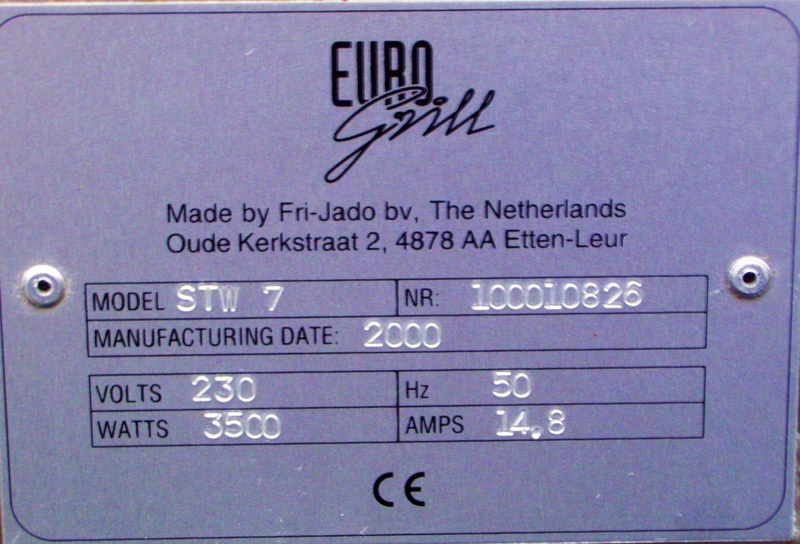 EURO
Grill
Made by Fri-Jado bv, The Netherlands
Oude Kerkstraat 2, 4878 AA Etten-Leur
MODEL STW 7 NR: 100010826
MANUFACTURING DATE: 2000
VOLTS 230 Hz 50
WATTS 3500 AMPS 14.8
CE